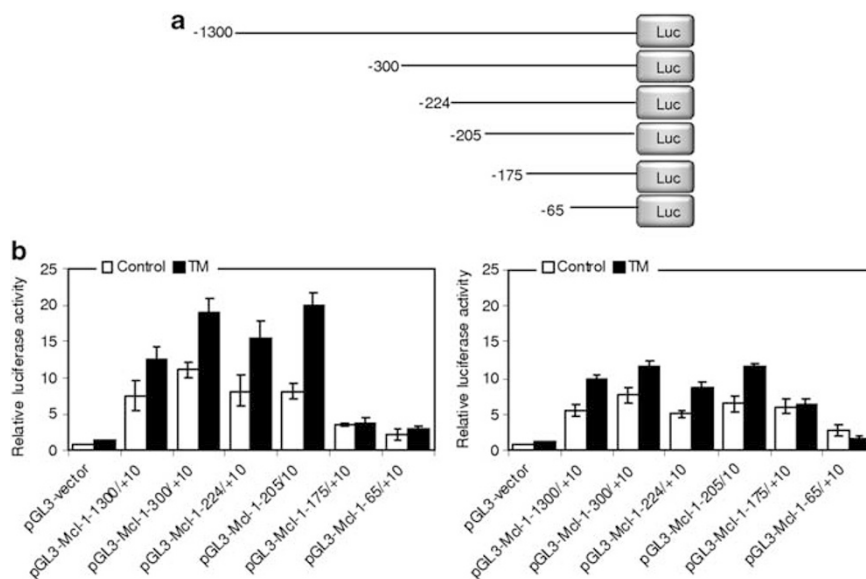 a
-1300 Luc
-300 Luc
-224 Luc
-205 Luc
-175 Luc
-65 Luc
b
Relative luciferase activity
25
20
15
10
5
0
Control TM
pGL3-vector
pGL3-Mcl-1-1300/+10
pGL3-Mcl-1-300/+10
pGL3-Mcl-1-224/+10
pGL3-Mcl-1-205/10
pGL3-Mcl-1-175/+10
pGL3-Mcl-1-65/+10
Relative luciferase activity
25
20
15
10
5
0
Control TM
pGL3-vector
pGL3-Mcl-1-1300/+10
pGL3-Mcl-1-300/+10
pGL3-Mcl-1-224/+10
pGL3-Mcl-1-205/10
pGL3-Mcl-1-175/+10
pGL3-Mcl-1-65/+10